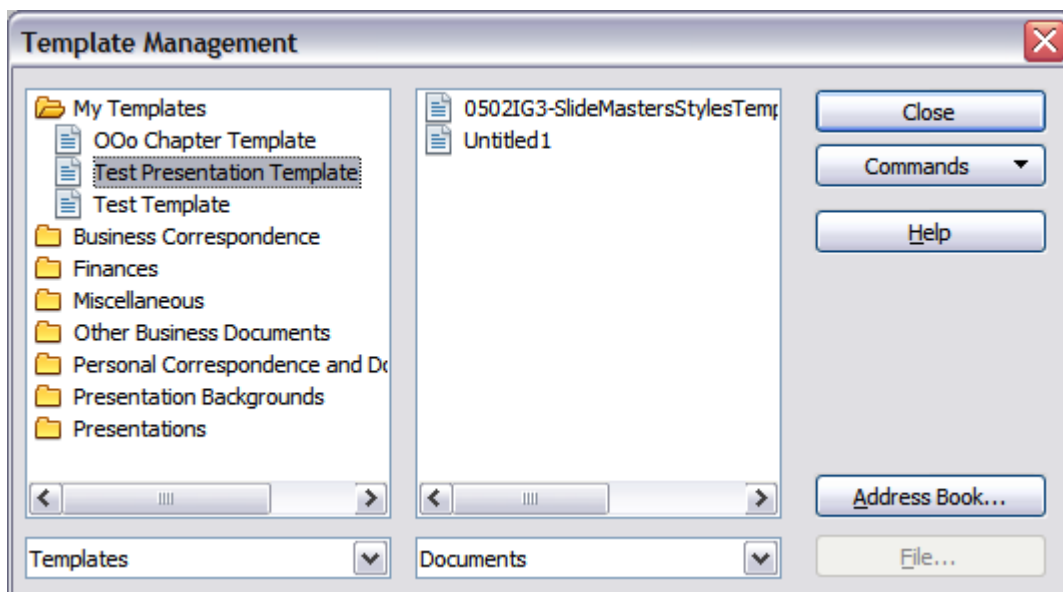 Template Management
My Templates
OOo Chapter Template
Test Presentation Template
Test Template
Business Correspondence
Finances
Miscellaneous
Other Business Documents
Personal Correspondence and Do
Presentation Backgrounds
Presentations
Templates
0502IG3-SlideMastersStylesTemp
Untitled1
Documents
Close
Commands
Help
Address Book...
File...